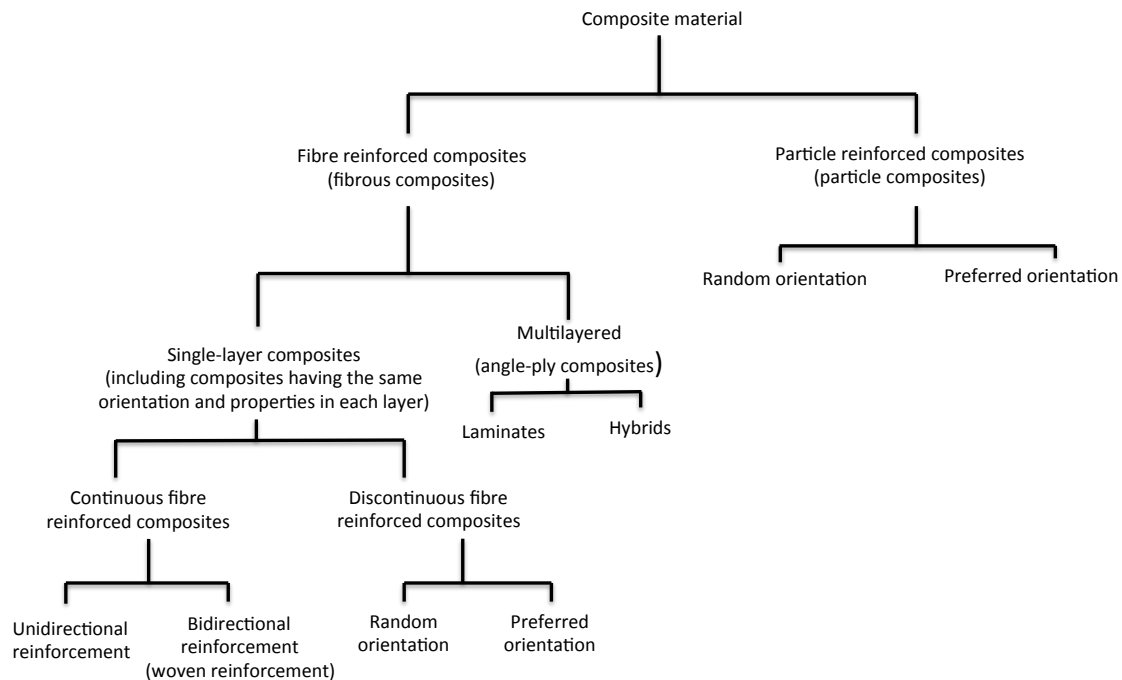 Composite material
Fibre reinforced composites
(fibrous composites)
Particle reinforced composites
(particle composites)
Random orientation
Preferred orientation
Multilayered
(angle-ply composites)
Single-layer composites
(including composites having the same
orientation and properties in each layer)
Laminates
Hybrids
Continuous fibre
reinforced composites
Discontinuous fibre
reinforced composites
Unidirectional
reinforcement
Bidirectional
reinforcement
(woven reinforcement)
Random
orientation
Preferred
orientation